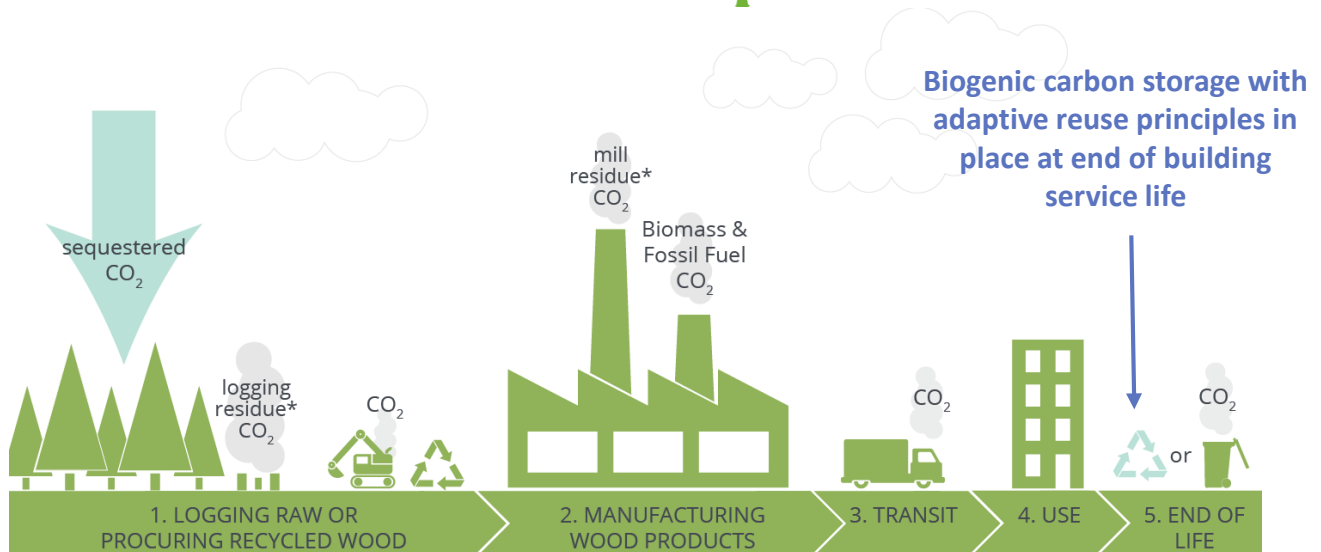 Biogenic carbon storage with
adaptive reuse principles in
place at end of building
service life
sequestered
CO₂
logging
residue*
CO₂
CO₂
mill
residue*
CO₂
Biomass &
Fossil Fuel
CO₂
CO₂
CO₂
or
1. LOGGING RAW OR
PROCURING RECYCLED WOOD
2. MANUFACTURING
WOOD PRODUCTS
3. TRANSIT
4. USE
5. END OF
LIFE